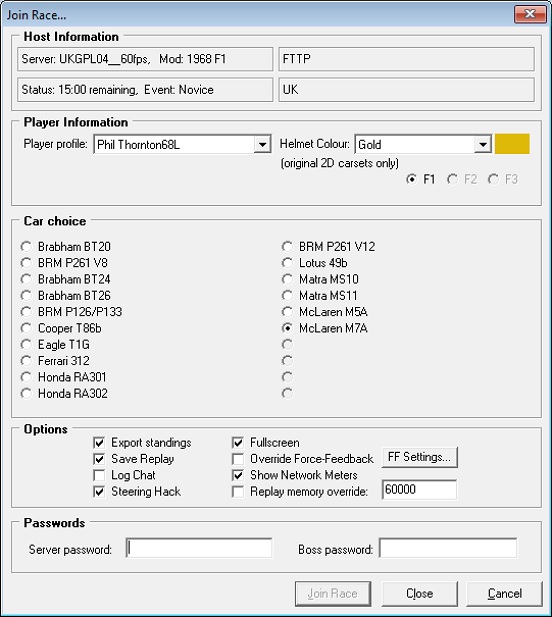 Join Race...
Host Information
Server: UKGPL04__60fps, Mod: 1968 F1
FTTP
Status: 15:00 remaining, Event: Novice
UK
Player Information
Player profile: Phil Thornton68L
Helmet Colour: Gold
(original 2D carsets only)
F1 F2 F3
Car choice
Brabham BT20
BRM P261 V8
Brabham BT24
Brabham BT26
BRM P126/P133
Cooper T86b
Eagle T1G
Ferrari 312
Honda RA301
Honda RA302
BRM P261 V12
Lotus 49b
Matra MS10
Matra MS11
McLaren M5A
McLaren M7A
Options
Export standings
Save Replay
Log Chat
Steering Hack
Fullscreen
Override Force-Feedback FF Settings...
Show Network Meters
Replay memory override: 60000
Passwords
Server password: Boss password:
Join Race Close Cancel